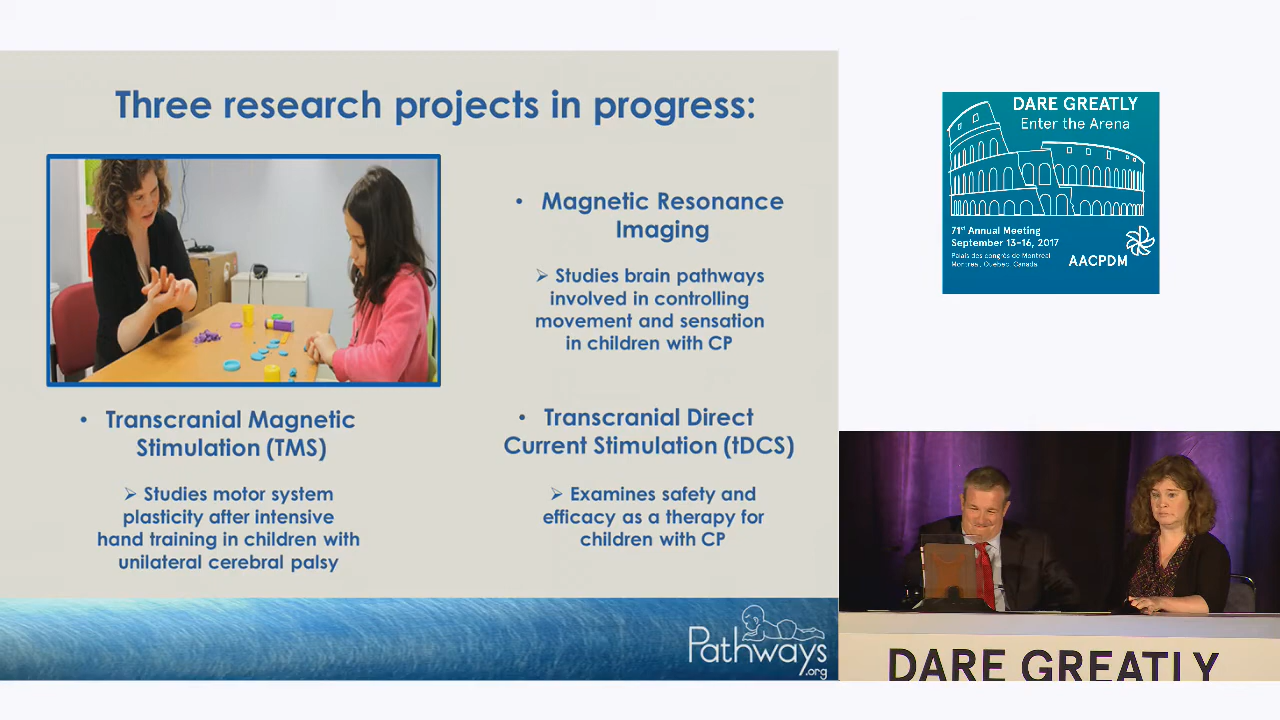 Three research projects in progress:
• Magnetic Resonance
Imaging
➢ Studies brain pathways
involved in controlling
movement and sensation
in children with CP
• Transcranial Magnetic
Stimulation (TMS)
➢ Studies motor system
plasticity after intensive
hand training in children with
unilateral cerebral palsy
• Transcranial Direct
Current Stimulation (tDCS)
➢ Examines safety and
efficacy as a therapy for
children with CP
Pathways
.org
DARE GREATLY
Enter the Arena
71st Annual Meeting
September 13-16, 2017
Palais des congrès de Montréal
Montréal, Québec, Canada
AACPDM
DARE GREATLY